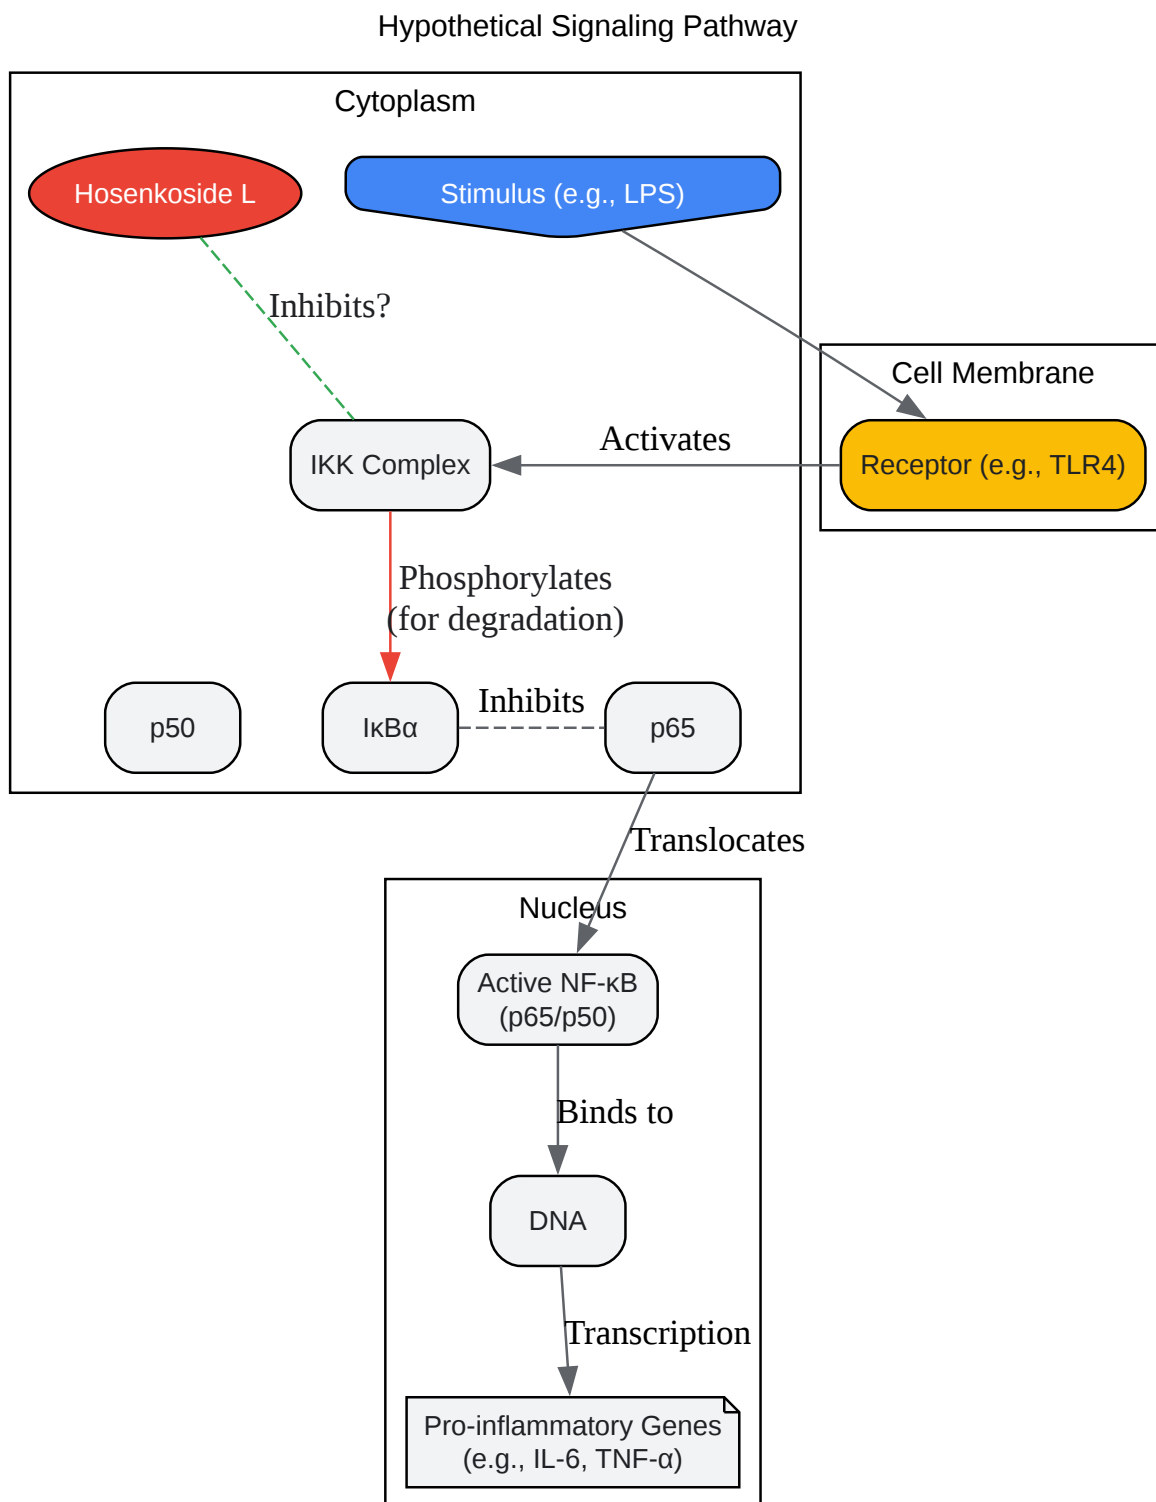 Hypothetical Signaling Pathway
Cytoplasm
Hosenkoside L
Stimulus (e.g., LPS)
Inhibits?
Cell Membrane
Activates
IKK Complex
Receptor (e.g., TLR4)
Phosphorylates
(for degradation)
Inhibits
p50
IκBα
p65
Translocates
Nucleus
Active NF-κB
(p65/p50)
Binds to
DNA
Transcription
Pro-inflammatory Genes
(e.g., IL-6, TNF-α)